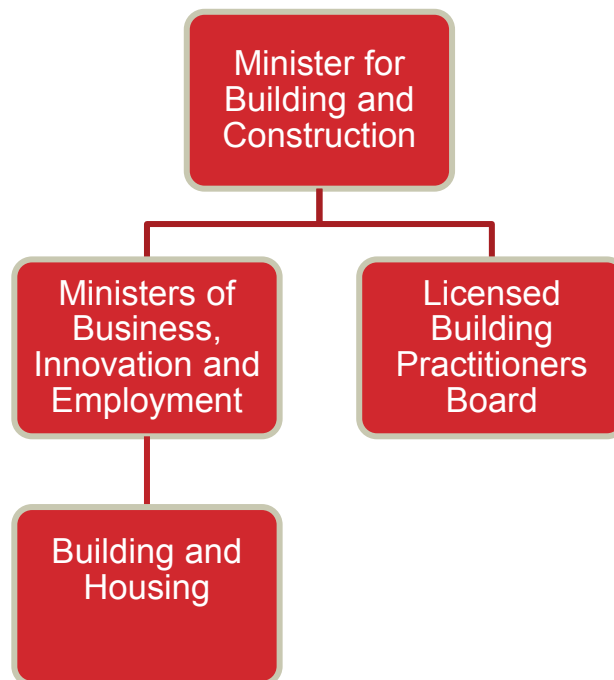 Minister for
Building and
Construction
Ministers of
Business,
Innovation and
Employment
Licensed
Building
Practitioners
Board
Building and
Housing